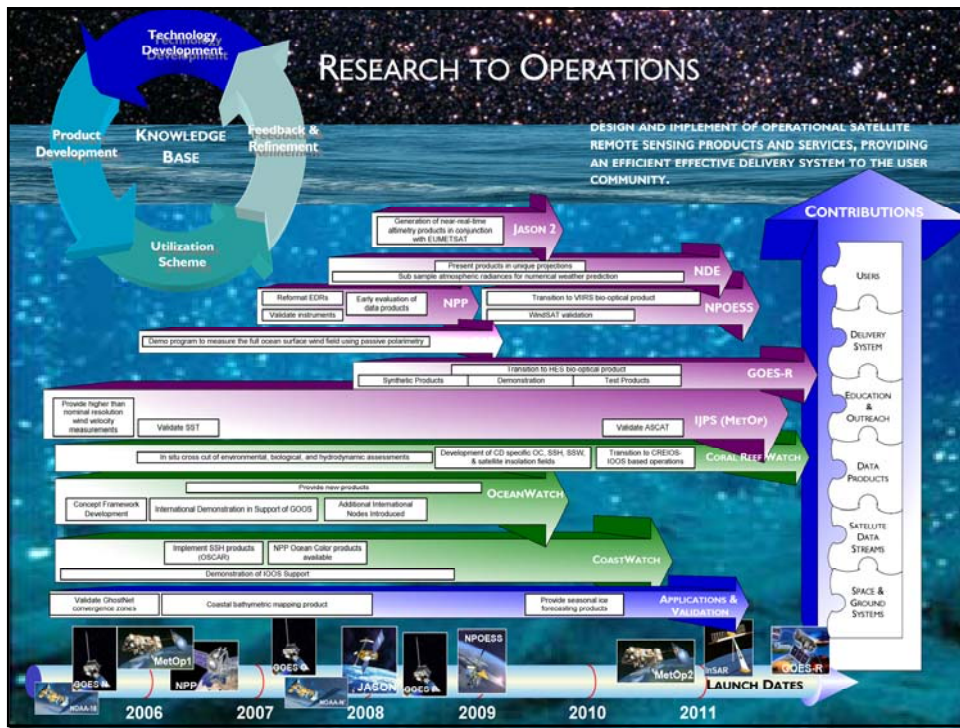 RESEARCH TO OPERATIONS
Technology
Development
Product
Development
KNOWLEDGE
BASE
Feedback &
Refinement
Utilization
Scheme
DESIGN AND IMPLEMENT OF OPERATIONAL SATELLITE
REMOTE SENSING PRODUCTS AND SERVICES, PROVIDING
AN EFFICIENT EFFECTIVE DELIVERY SYSTEM TO THE USER
COMMUNITY.
CONTRIBUTIONS
Generation of near-real-time
altimetry products in conjunction
with EUMETSAT
JASON 2
Present products in unique projections
Sub sample atmospheric radiances for numerical weather prediction
NDE
Reformat EDRs
Validate instruments
Early evaluation of
data products
NPP
Transition to VIIRS bio-optical product
WindSAT validation
NPOESS
Demo program to measure the full ocean surface wind field using passive polarimetry
Transition to HES bio-optical product
Synthetic Products
Demonstration
Test Products
GOES-R
Provide higher than
nominal resolution
wind velocity
measurements
Validate SST
Validate ASCAT
IJPS (METOP)
In situ cross out of environmental, biological, and hydrodynamic assessments
Development of CD specific OC, SSH, SSW,
& satellite insolation fields
Transition to CREIOS-
IOOS based operations
CORAL REEF WATCH
Provide new products
Concept Framework
Development
International Demonstration in Support of GOOS
Additional International
Nodes Introduced
OCEANWATCH
Implement SSH products
(OSCAR)
NPP Ocean Color products
available
Demonstration of IOOS Support
COASTWATCH
Validate GhostNet
convergence zones
Coastal bathymetric mapping product
Provide seasonal ice
forecasting products
APPLICATIONS &
VALIDATION
USERS
DELIVERY
SYSTEM
EDUCATION
&
OUTREACH
DATA
PRODUCTS
SATELLITE
DATA
STREAMS
SPACE &
GROUND
SYSTEMS
NOAA-18
GOES N
MetOp1
NPP
GOES O
NOAA-N'
JASON
GOES
NPOESS
MetOp2
InSAR
GOES-R
LAUNCH DATES
2006
2007
2008
2009
2010
2011